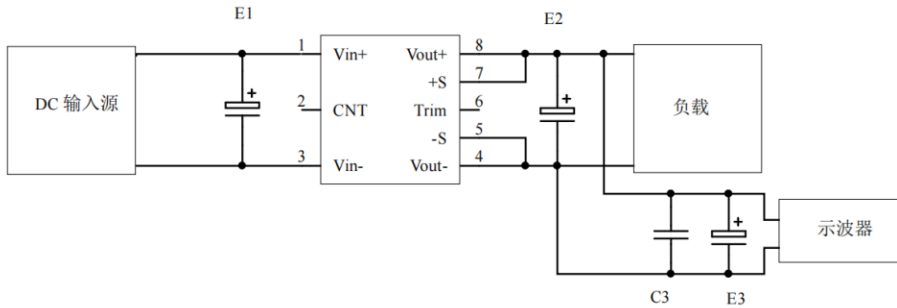 E1
E2
DC 输入源
1
Vin+
2
CNT
3
Vin-
Vout+
8
+S
7
Trim
6
-S
5
Vout-
4
负载
示波器
C3
E3